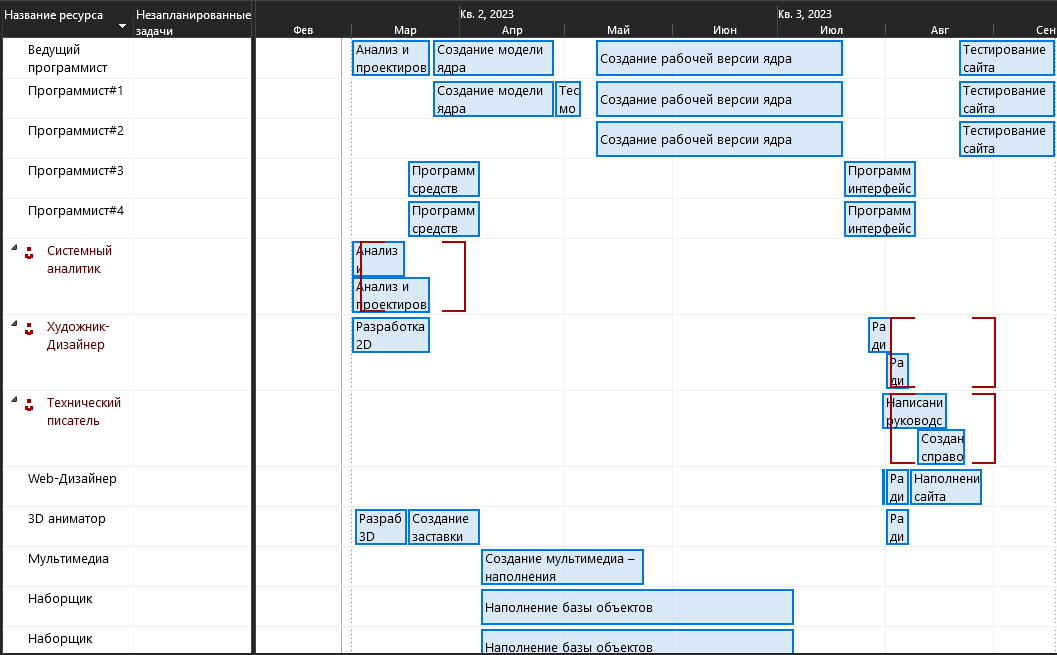 Название ресурса
Незапланированные
задачи
Кв. 2, 2023
Кв. 3, 2023
Фев
Мар
Апр
Май
Июн
Июл
Авг
Сен
Ведущий
программист
Анализ и
проектиров
Создание модели
ядра
Создание рабочей версии ядра
Тестирование
сайта
Программист#1
Создание модели
ядра
Тес
мо
Создание рабочей версии ядра
Тестирование
сайта
Программист#2
Создание рабочей версии ядра
Тестирование
сайта
Программист#3
Программ
средств
Программ
интерфейс
Программист#4
Программ
средств
Программ
интерфейс
Системный
аналитик
Анализ
и
Анализ и
проектиров
Художник-
Дизайнер
Разработка
2D
Ра
ди
Ра
ди
Технический
писатель
Написани
руководс
Создан
справо
Web-Дизайнер
Ра
ди
Наполнени
сайта
3D аниматор
Разраб
3D
Создание
заставки
Ра
ди
Мультимедиа
Создание мультимедиа –
наполнения
Наборщик
Наполнение базы объектов
Наборщик
Наполнение базы объектов